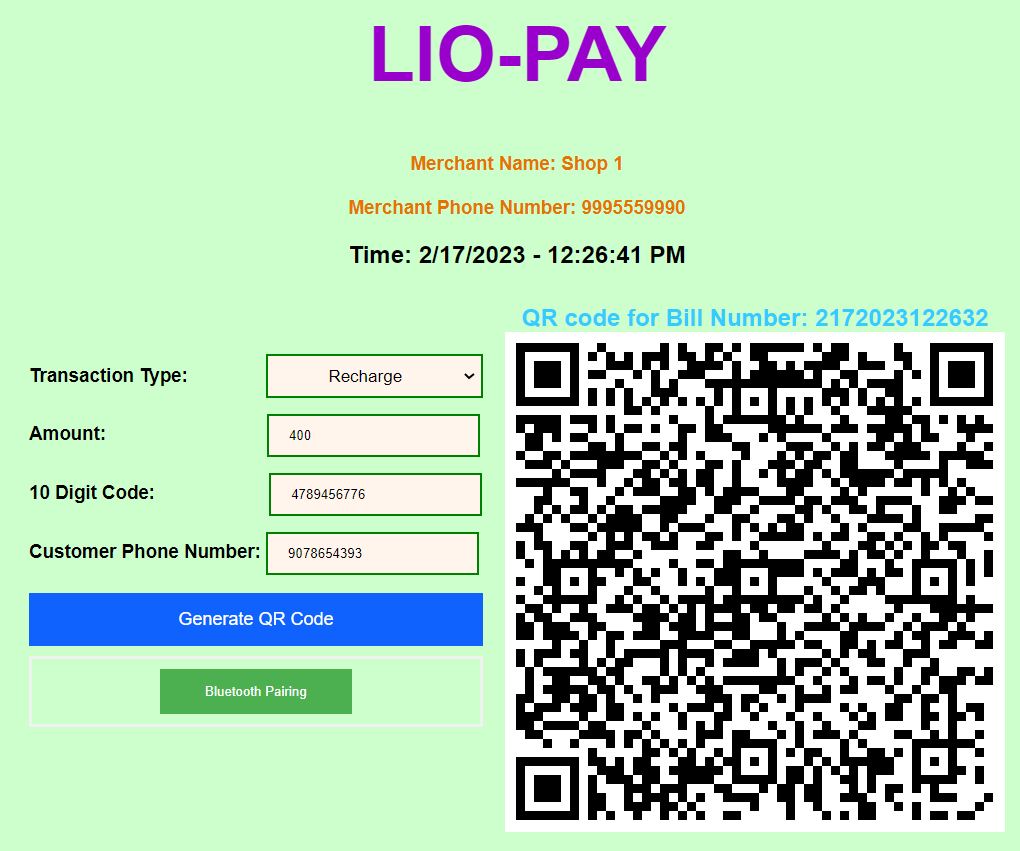 LIO-PAY
Merchant Name: Shop 1
Merchant Phone Number: 9995559990
Time: 2/17/2023 - 12:26:41 PM
QR code for Bill Number: 2172023122632
Transaction Type: Recharge
Amount: 400
10 Digit Code: 4789456776
Customer Phone Number: 9078654393
Generate QR Code
Bluetooth Pairing